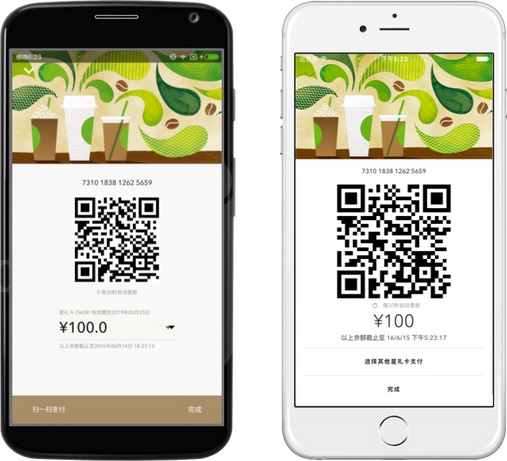 6:23
7310 1838 1262 5659
每30秒自动更新
星礼卡 (5659) 有效期至2019年05月23日
¥100.0
以上余额截止至2016年06月14日 18:23:13
扫一扫支付
完成
下午5:23
7310 1838 1262 5659
每30秒自动更新
¥100
以上余额截止至 16/6/15 下午5:23:17
选择其他星礼卡支付
完成